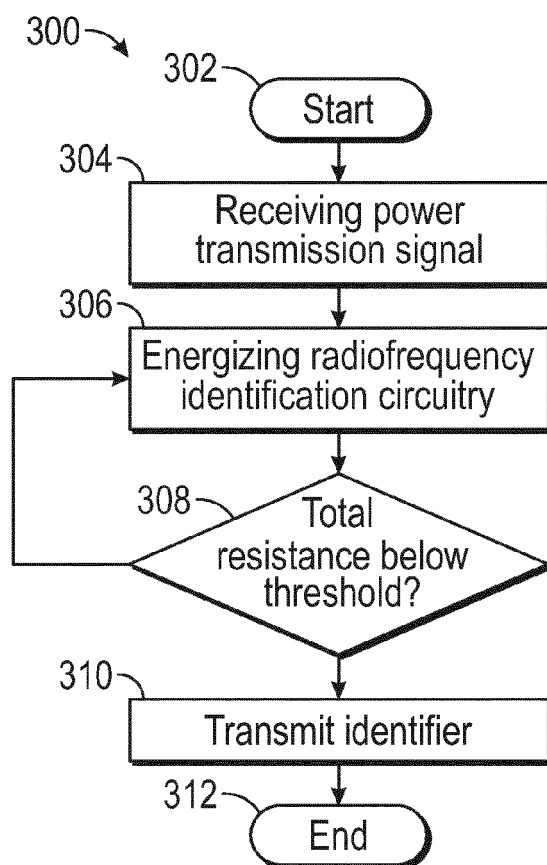 300
302
Start
304
Receiving power
transmission signal
306
Energizing radiofrequency
identification circuitry
308
Total
resistance below
threshold?
310
Transmit identifier
312
End